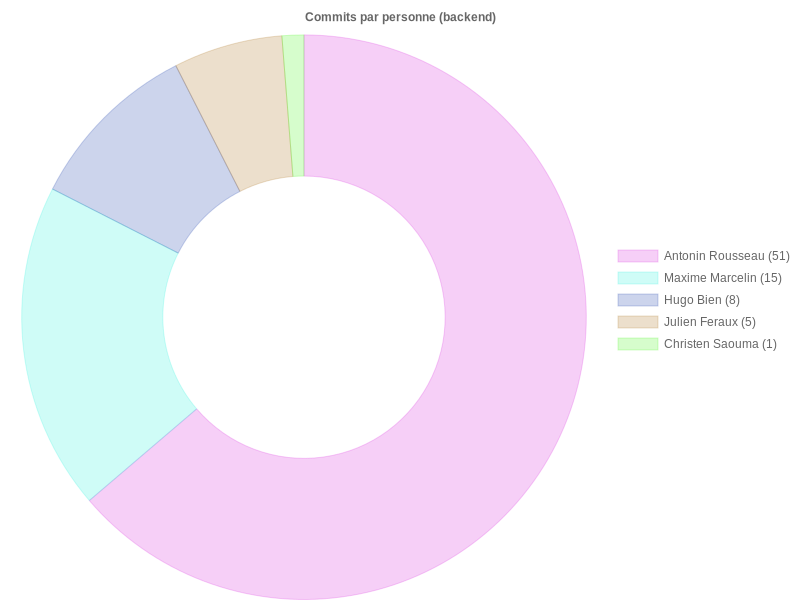 Commits par personne (backend)
Antonin Rousseau (51)
Maxime Marcelin (15)
Hugo Bien (8)
Julien Feraux (5)
Christen Saouma (1)